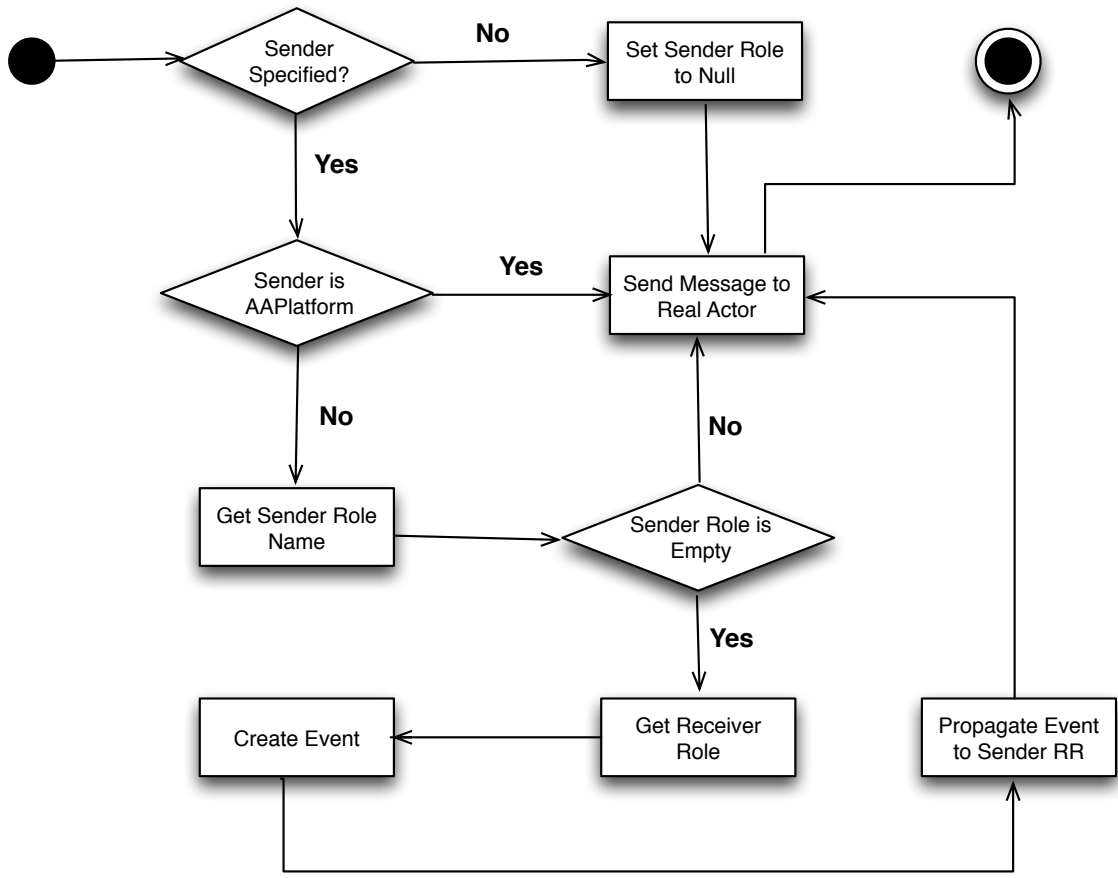 Sender
Specified?
No
Set Sender Role
to Null
Yes
Sender is
AAPlatform
Yes
Send Message to
Real Actor
No
No
Get Sender Role
Name
Sender Role is
Empty
Yes
Create Event
Get Receiver
Role
Propagate Event
to Sender RR